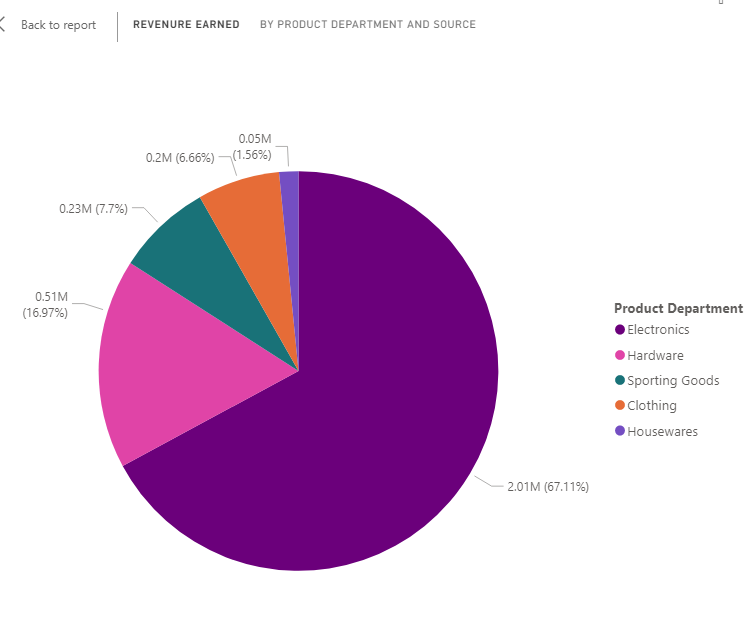 Back to report
REVENURE EARNED
BY PRODUCT DEPARTMENT AND SOURCE
0.05M
(1.56%)
0.2M (6.66%)
0.23M (7.7%)
0.51M
(16.97%)
2.01M (67.11%)
Product Department
Electronics
Hardware
Sporting Goods
Clothing
Housewares